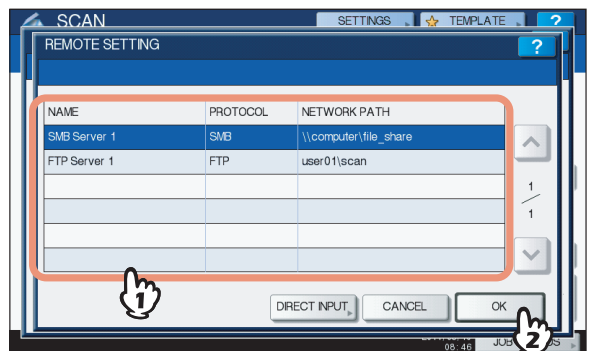 SCAN SETTINGS TEMPLATE ?
REMOTE SETTING ?
NAME PROTOCOL NETWORK PATH
SMB Server 1 SMB \\computer\file_share
FTP Server 1 FTP user01\scan
1
1
1
DIRECT INPUT CANCEL OK
2
08:46 JOB